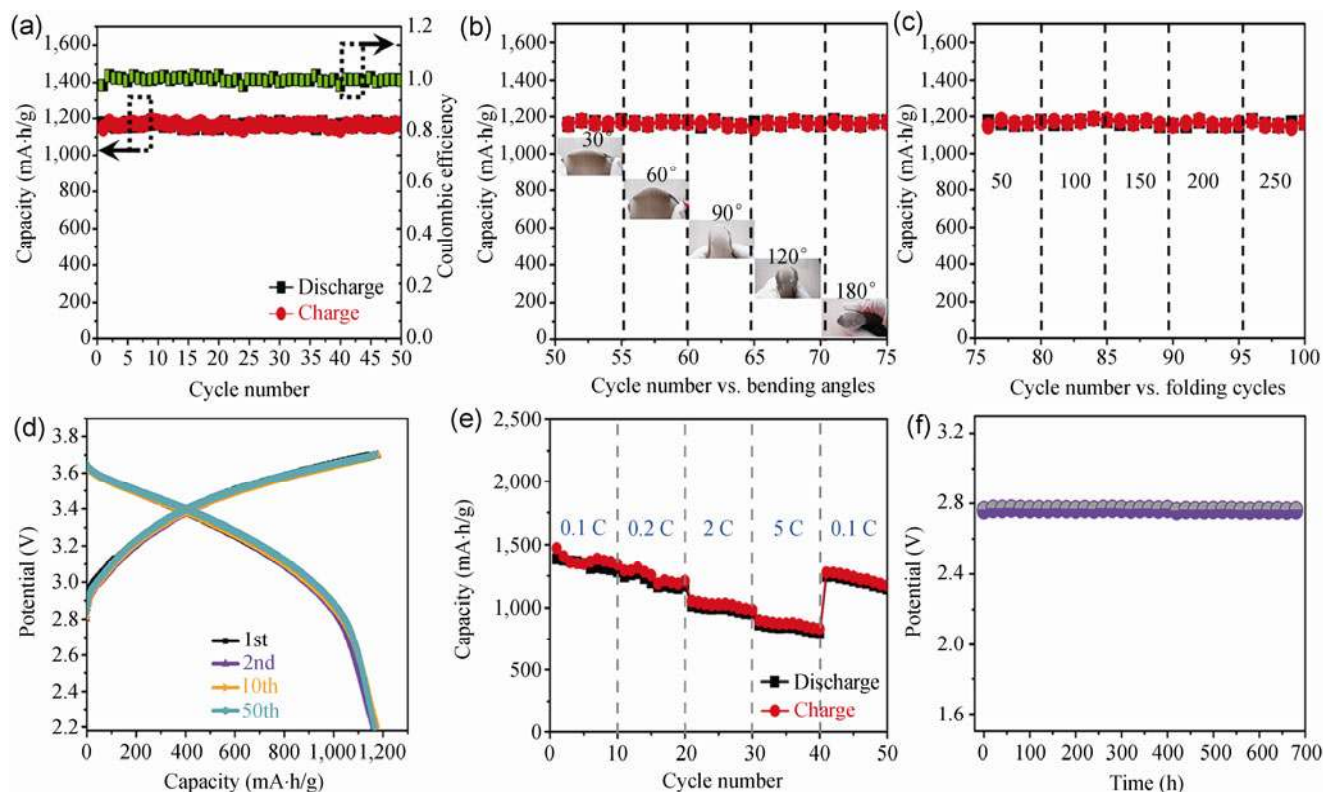 (a)
1,600
1,400
1,200
1,000
800
600
400
200
0
Capacity (mA·h/g)
1.2
1.0
0.8
0.6
0.4
0.2
0.0
Coulombic efficiency
Discharge
Charge
0 5 10 15 20 25 30 35 40 45 50
Cycle number
(b)
1,600
1,400
1,200
1,000
800
600
400
200
0
Capacity (mA·h/g)
30°
60°
90°
120°
180°
50 55 60 65 70 75
Cycle number vs. bending angles
(c)
1,600
1,400
1,200
1,000
800
600
400
200
0
Capacity (mA·h/g)
50 100 150 200 250
75 80 85 90 95 100
Cycle number vs. folding cycles
(d)
3.8
3.6
3.4
3.2
3.0
2.8
2.6
2.4
2.2
Potential (V)
1st
2nd
10th
50th
0 200 400 600 800 1,000 1,200
Capacity (mA·h/g)
(e)
2,500
2,000
1,500
1,000
500
0
Capacity (mA·h/g)
0.1 C 0.2 C 2 C 5 C 0.1 C
Discharge
Charge
0 10 20 30 40 50
Cycle number
(f)
3.2
2.8
2.4
2.0
1.6
Potential (V)
0 100 200 300 400 500 600 700
Time (h)